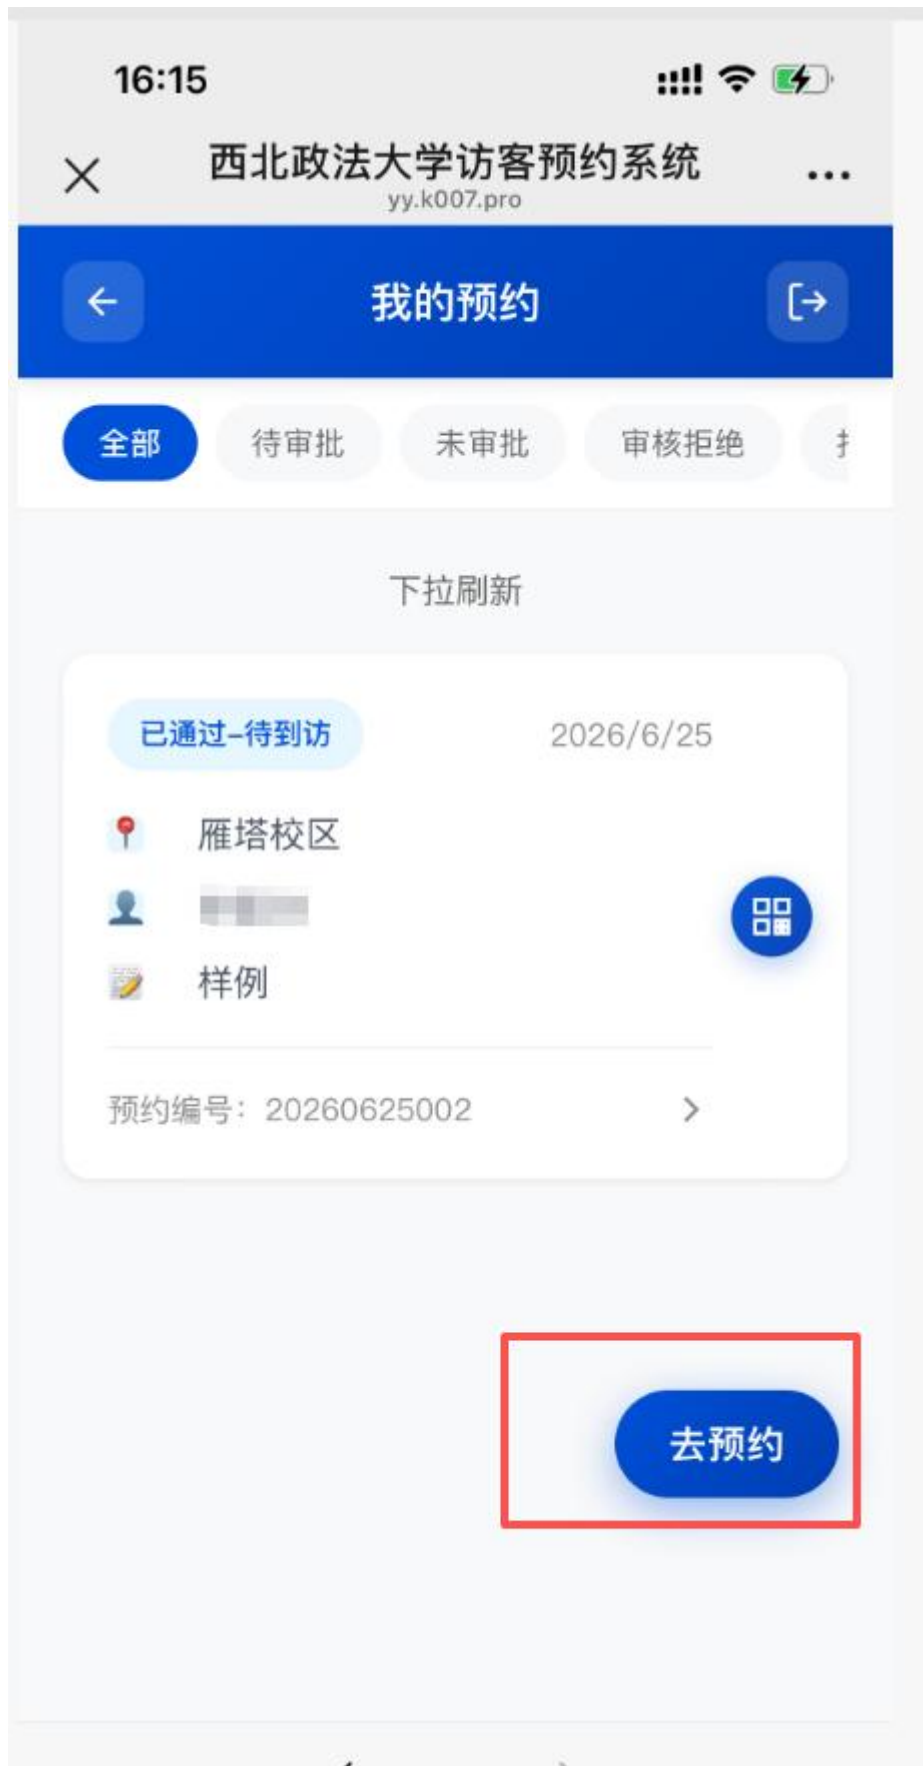 16:15
西北政法大学访客预约系统
yy.k007.pro
我的预约
全部 待审批 未审批 审核拒绝
下拉刷新
已通过-待到访 2026/6/25
雁塔校区
样例
预约编号：20260625002
去预约